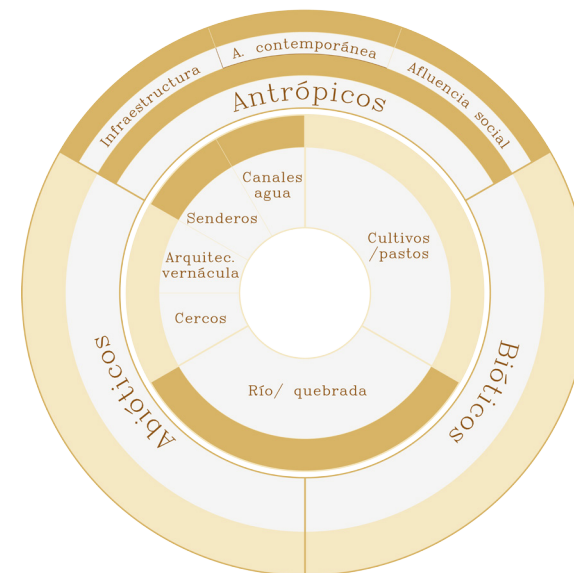 Infraestructura
A. contemporánea
Afluencia social
Antrópicos
Canales
agua
Senderos
Cultivos
/pastos
Arquitec.
vernácula
Cercos
Río/ quebrada
Abióticos
Bióticos